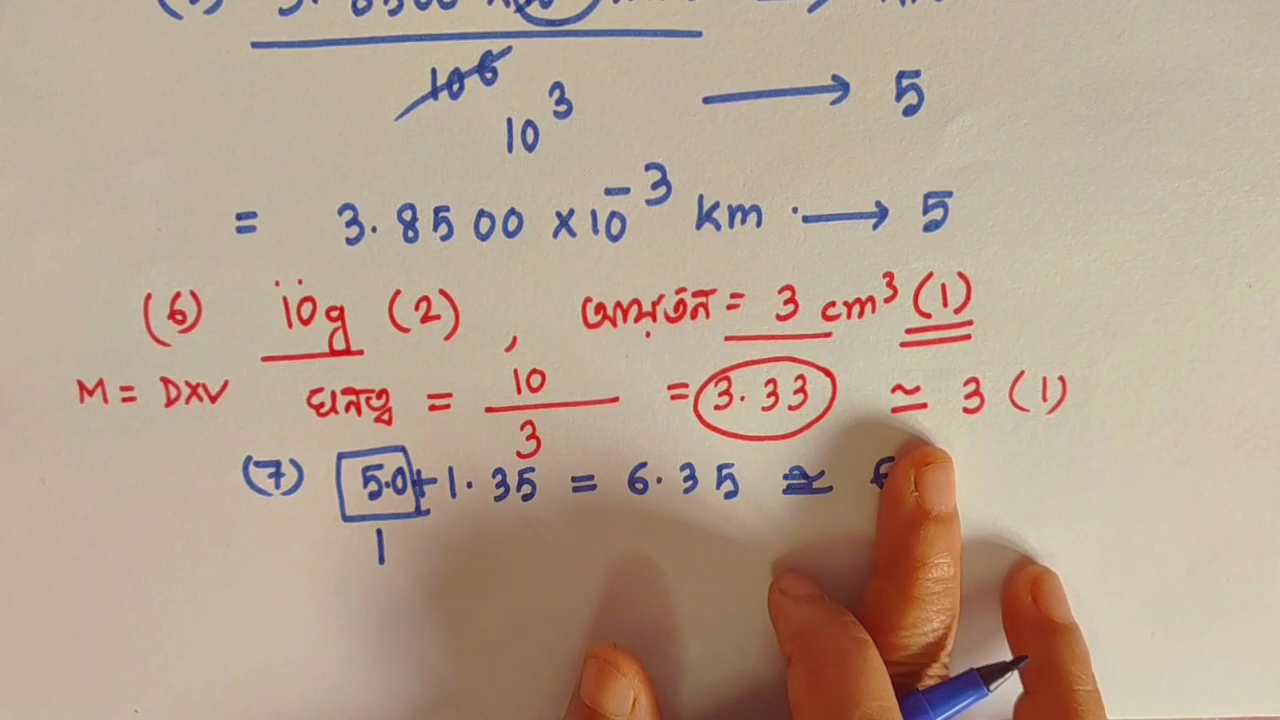 10⁶
10³ ⟶ 5
= 3.8500 ×10⁻³ km. ⟶ 5
(6) 10g (2), আয়তন = 3 cm³ (1)
M = D×V ঘনত্ব = 10/3 = 3.33 ≃ 3 (1)
(7) 5.0+1.35 = 6.35 ≅
1